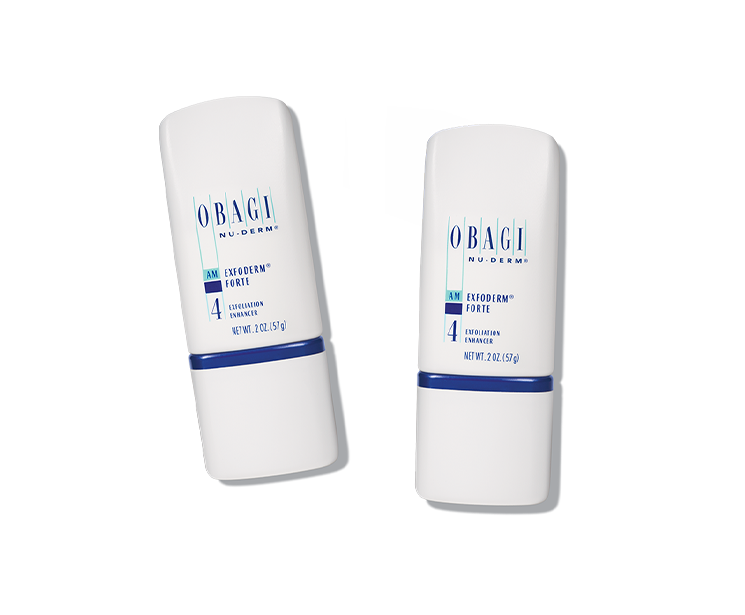 OBAGI
NU-DERM®
AM
EXFODERM®
FORTE
4
EXFOLIATION
ENHANCER
NET WT. 2 OZ. (57g)
OBAGI
NU-DERM®
AM
EXFODERM®
FORTE
4
EXFOLIATION
ENHANCER
NET WT. 2 OZ. (57g)